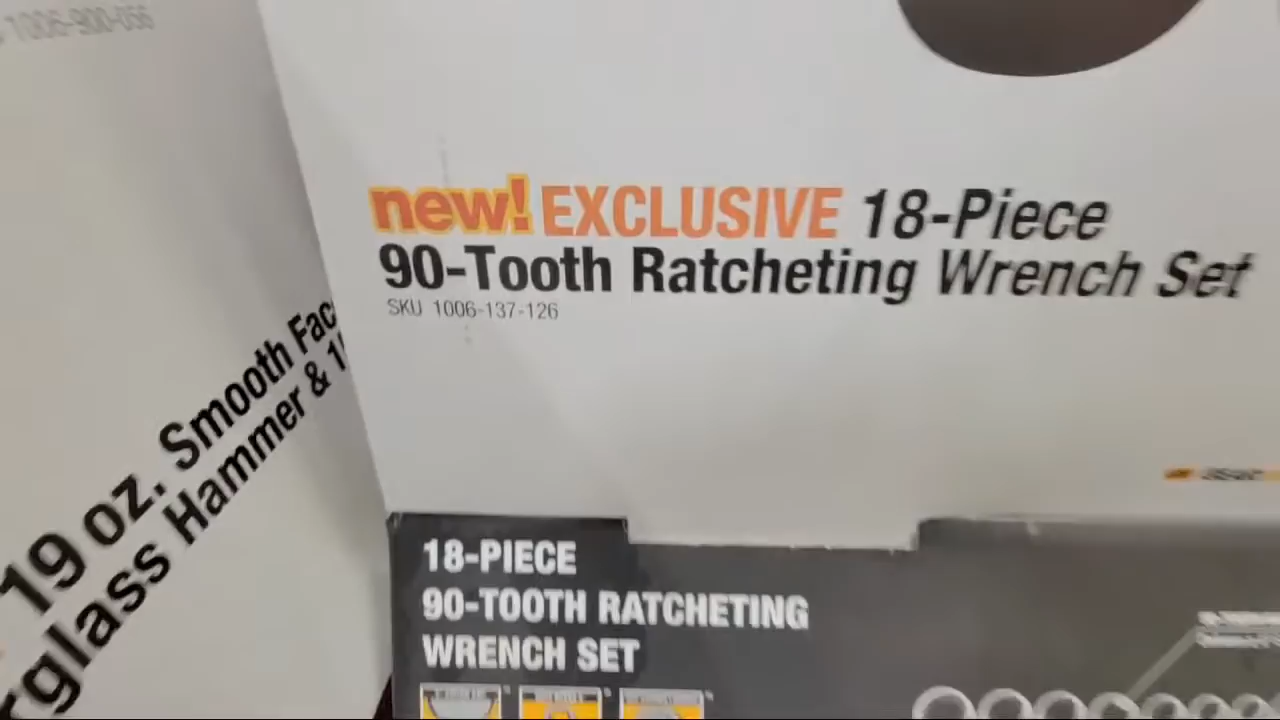 1006-900-056
new! EXCLUSIVE 18-Piece
90-Tooth Ratcheting Wrench Set
SKU 1006-137-126
19 oz. Smooth Fac
rglass Hammer & 1
18-PIECE
90-TOOTH RATCHETING
WRENCH SET